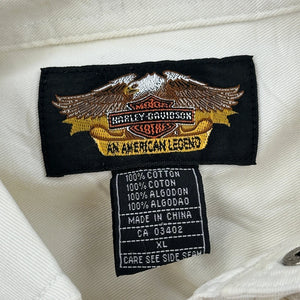 MOTOR
HARLEY-DAVIDSON
CLOTHES
AN AMERICAN LEGEND
100% COTTON
100% COTON
100% ALGODON
100% ALGODAO
MADE IN CHINA
CA 03402
XL
CARE SEE SIDE SEAM